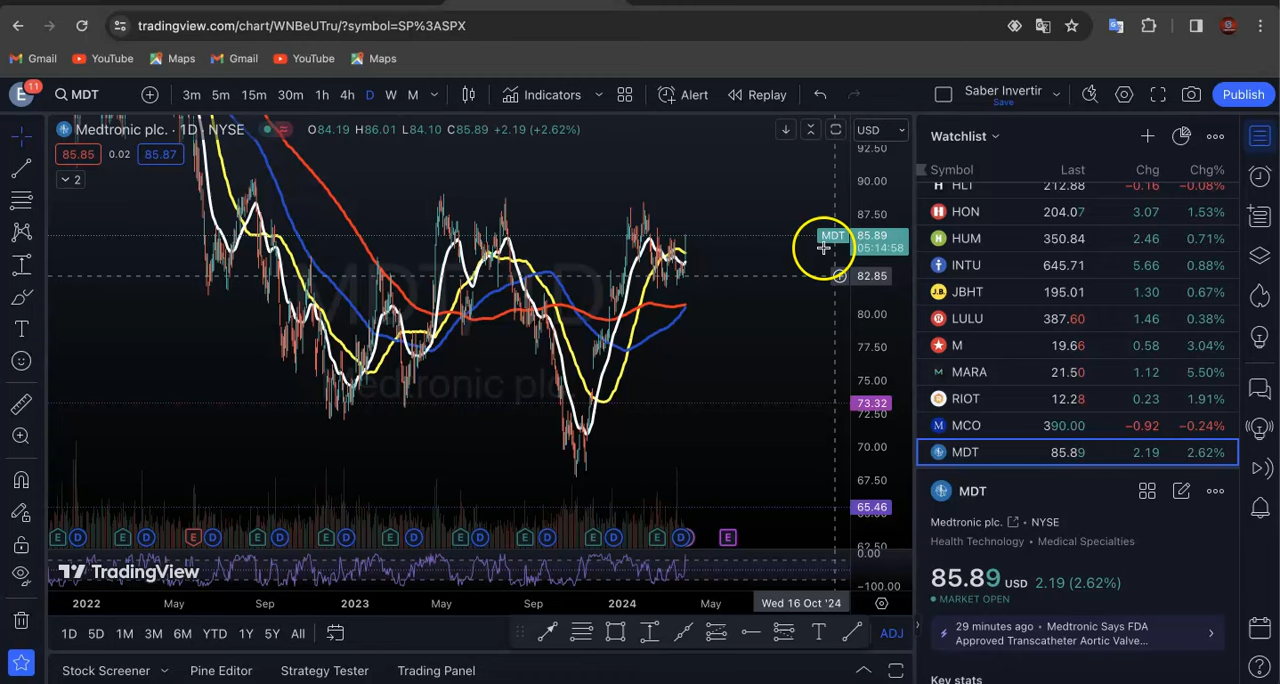 tradingview.com/chart/WNBeUTru/?symbol=SP%3ASPX
Gmail YouTube Maps Gmail YouTube Maps
E 11 MDT 3m 5m 15m 30m 1h 4h D W M Indicators Alert Replay Saber Invertir Save Publish
Medtronic plc. · 1D · NYSE O84.19 H86.01 L84.10 C85.89 +2.19 (+2.62%) USD
85.85 0.02 85.87
2
92.50
90.00
87.50
MDT 85.89
05:14:58
82.85
80.00
77.50
75.00
73.32
72.50
70.00
67.50
65.46
62.50
0.00
−100.00
MDT, 1D
Medtronic plc
E D E D E D E D E D E D E D E D E D E D E
TradingView
2022 May Sep 2023 May Sep 2024 May Wed 16 Oct '24
1D 5D 1M 3M 6M YTD 1Y 5Y All ADJ
Stock Screener Pine Editor Strategy Tester Trading Panel
Watchlist
Symbol Last Chg Chg%
HLT 212.88 −0.16 −0.08%
HON 204.07 3.07 1.53%
HUM 350.84 2.46 0.71%
INTU 645.71 5.66 0.88%
JBHT 195.01 1.30 0.67%
LULU 387.60 1.46 0.38%
M 19.66 0.58 3.04%
MARA 21.50 1.12 5.50%
RIOT 12.28 0.23 1.91%
MCO 390.00 −0.92 −0.24%
MDT 85.89 2.19 2.62%
MDT
Medtronic plc. · NYSE
Health Technology · Medical Specialties
85.89 USD 2.19 (2.62%)
MARKET OPEN
29 minutes ago · Medtronic Says FDA
Approved Transcatheter Aortic Valve…
Key stats